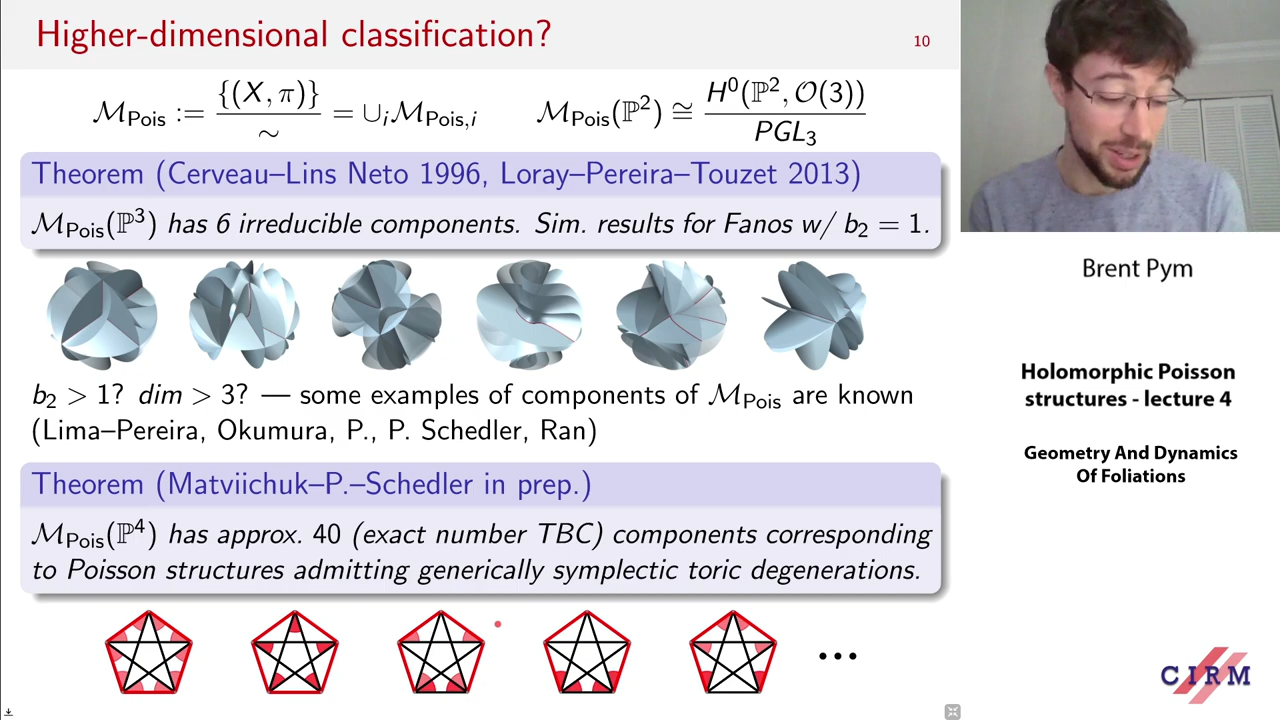 Higher-dimensional classification?
10
ℳ_Pois := {(X, π)} / ∼ = ∪ᵢℳ_Pois,i    ℳ_Pois(ℙ²) ≅ H⁰(ℙ², 𝒪(3)) / PGL₃
Theorem (Cerveau–Lins Neto 1996, Loray–Pereira–Touzet 2013)
ℳ_Pois(ℙ³) has 6 irreducible components. Sim. results for Fanos w/ b₂ = 1.
b₂ > 1? dim > 3? — some examples of components of ℳ_Pois are known
(Lima–Pereira, Okumura, P., P. Schedler, Ran)
Theorem (Matviichuk–P.–Schedler in prep.)
ℳ_Pois(ℙ⁴) has approx. 40 (exact number TBC) components corresponding
to Poisson structures admitting generically symplectic toric degenerations.
•••
Brent Pym
Holomorphic Poisson
structures - lecture 4
Geometry And Dynamics
Of Foliations
CIRM